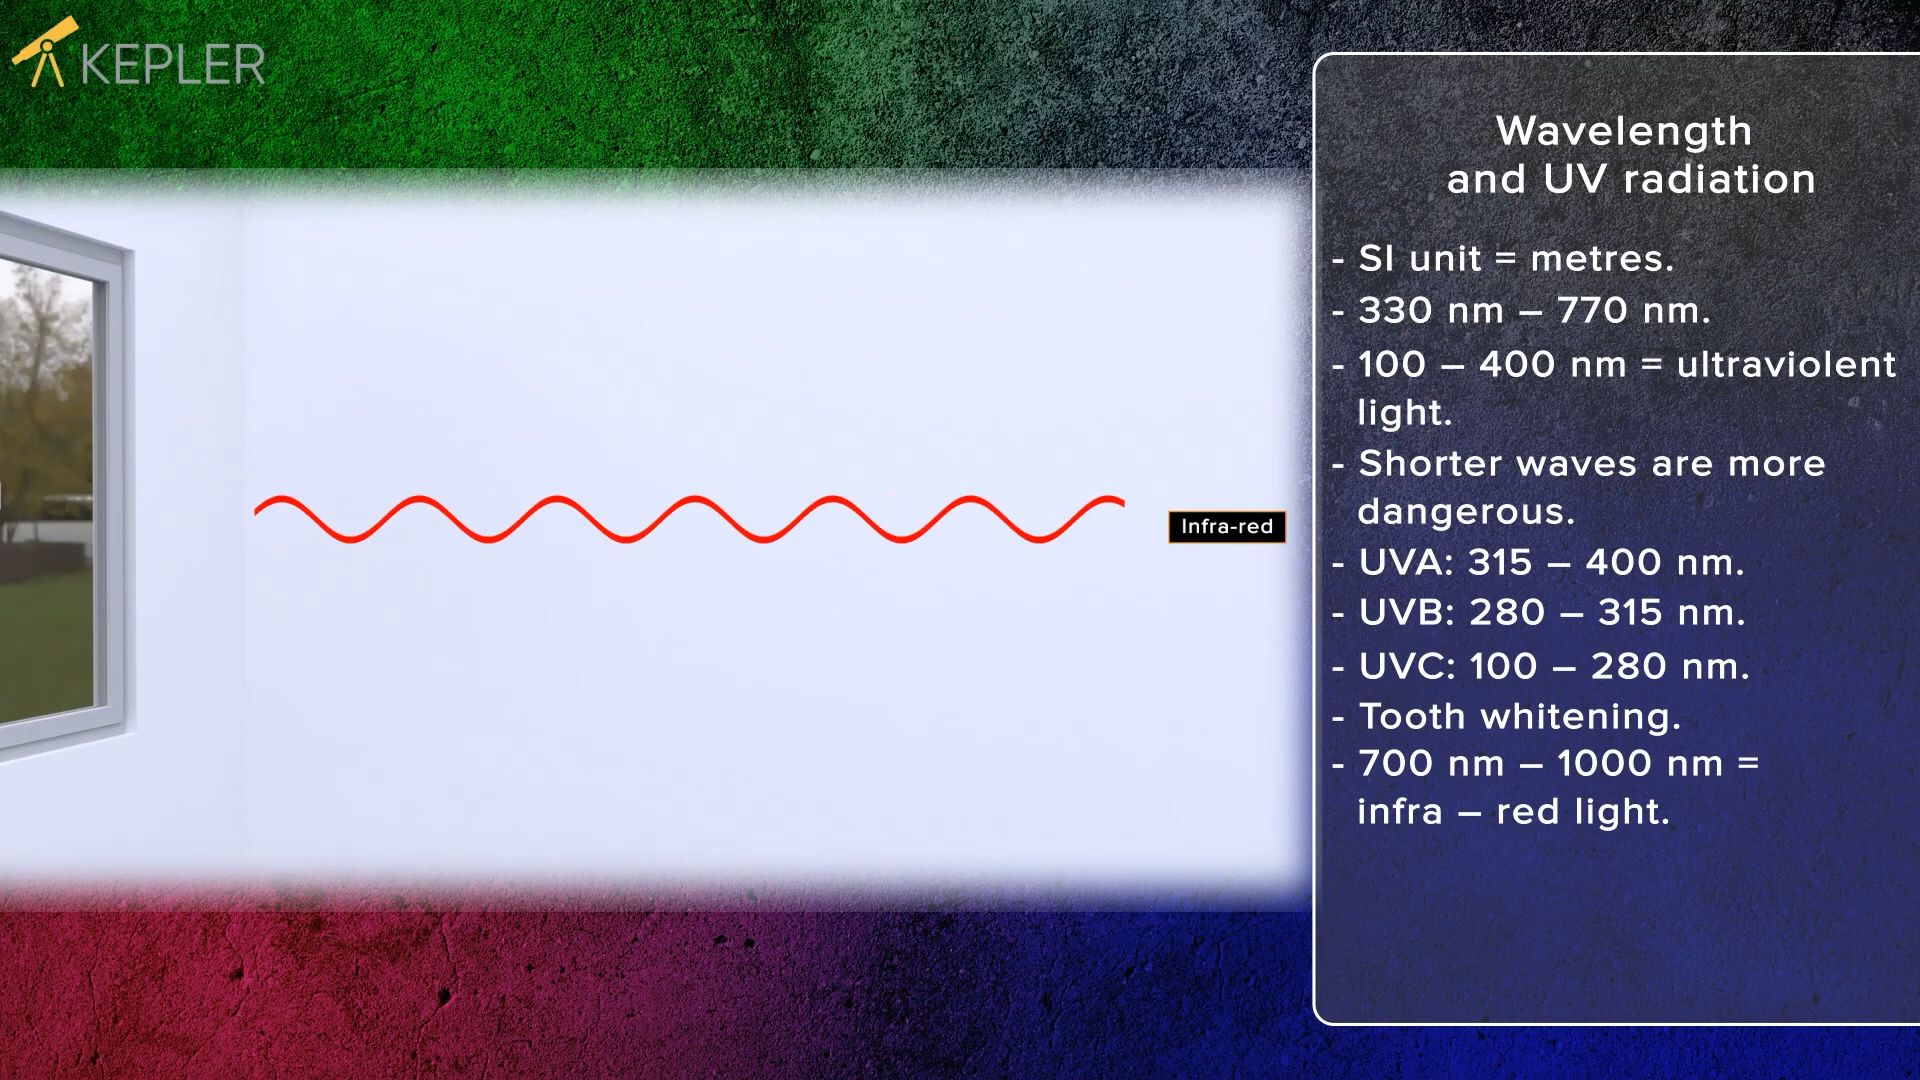 KEPLER
Wavelength
and UV radiation
- SI unit = metres.
- 330 nm – 770 nm.
- 100 – 400 nm = ultraviolent
light.
- Shorter waves are more
dangerous.
- UVA: 315 – 400 nm.
- UVB: 280 – 315 nm.
- UVC: 100 – 280 nm.
- Tooth whitening.
- 700 nm – 1000 nm =
infra – red light.
Infra-red